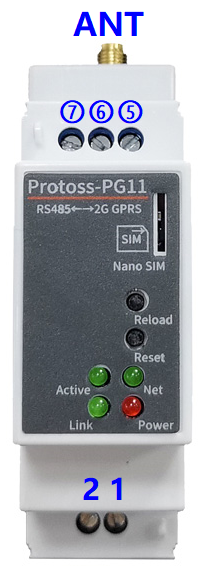 ANT
⑦ ⑥ ⑤
Protoss-PG11
RS485←→2G GPRS
SIM
Nano SIM
Reload
Reset
Active Net
Link Power
2 1